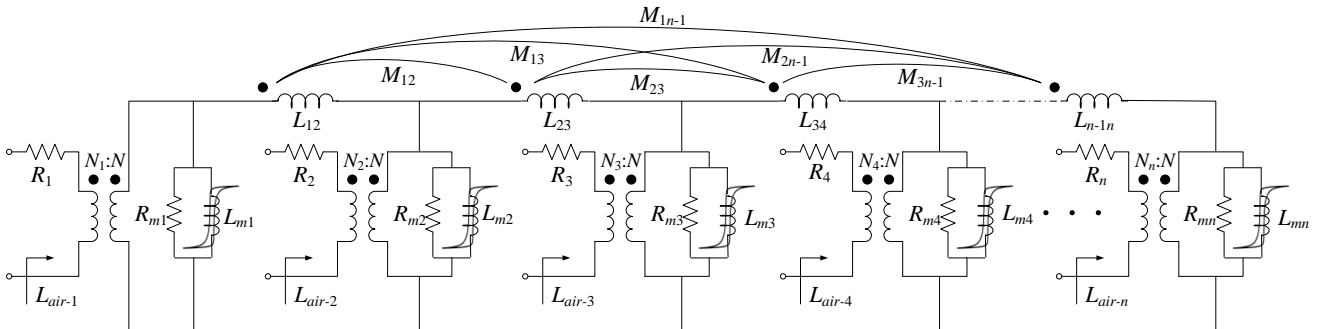 M1n-1
M13
M2n-1
M12
M23
M3n-1
L12
L23
L34
Ln-1n
R1
N1:N
Rm1
Lm1
Lair-1
R2
N2:N
Rm2
Lm2
Lair-2
R3
N3:N
Rm3
Lm3
Lair-3
R4
N4:N
Rm4
Lm4
Lair-4
Rn
Nn:N
Rmn
Lmn
Lair-n